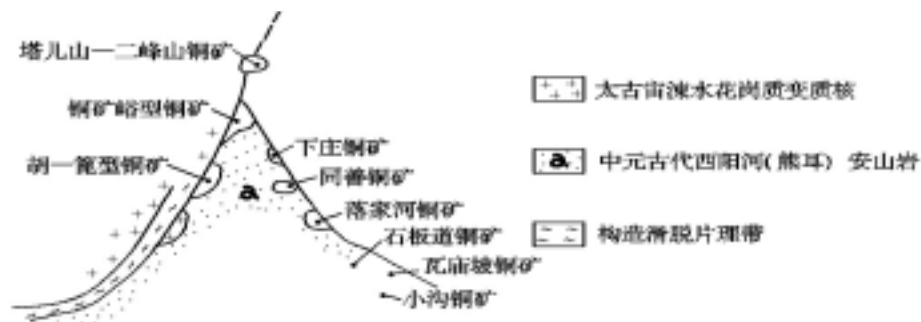 塔儿山一二峰山铜矿
铜矿峪型铜矿
胡一篦型铜矿
下庄铜矿
同善铜矿
a
落家河铜矿
石板道铜矿
瓦庙坡铜矿
小沟铜矿
太古宙涑水花岗质变质核
a 中元古代西阳河(熊耳) 安山岩
构造滑脱片理带